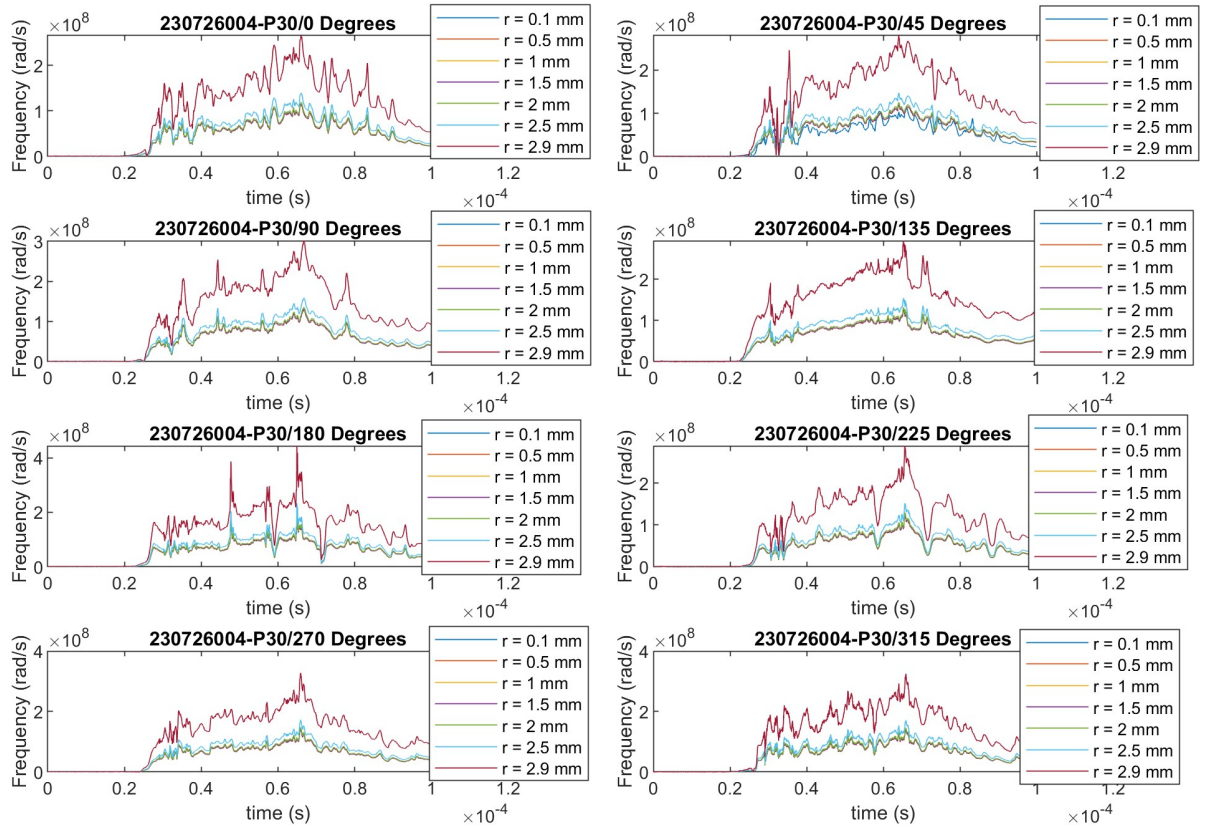 ×10^8
230726004-P30/0 Degrees
Frequency (rad/s)
2
1
0
0 0.2 0.4 0.6 0.8 1 1.2
time (s)
×10^-4
r = 0.1 mm
r = 0.5 mm
r = 1 mm
r = 1.5 mm
r = 2 mm
r = 2.5 mm
r = 2.9 mm
×10^8
230726004-P30/45 Degrees
Frequency (rad/s)
2
1
0
0 0.2 0.4 0.6 0.8 1 1.2
time (s)
×10^-4
r = 0.1 mm
r = 0.5 mm
r = 1 mm
r = 1.5 mm
r = 2 mm
r = 2.5 mm
r = 2.9 mm
×10^8
230726004-P30/90 Degrees
Frequency (rad/s)
3
2
1
0
0 0.2 0.4 0.6 0.8 1 1.2
time (s)
×10^-4
r = 0.1 mm
r = 0.5 mm
r = 1 mm
r = 1.5 mm
r = 2 mm
r = 2.5 mm
r = 2.9 mm
×10^8
230726004-P30/135 Degrees
Frequency (rad/s)
2
1
0
0 0.2 0.4 0.6 0.8 1 1.2
time (s)
×10^-4
r = 0.1 mm
r = 0.5 mm
r = 1 mm
r = 1.5 mm
r = 2 mm
r = 2.5 mm
r = 2.9 mm
×10^8
230726004-P30/180 Degrees
Frequency (rad/s)
4
2
0
0 0.2 0.4 0.6 0.8 1 1.2
time (s)
×10^-4
r = 0.1 mm
r = 0.5 mm
r = 1 mm
r = 1.5 mm
r = 2 mm
r = 2.5 mm
r = 2.9 mm
×10^8
230726004-P30/225 Degrees
Frequency (rad/s)
2
1
0
0 0.2 0.4 0.6 0.8 1 1.2
time (s)
×10^-4
r = 0.1 mm
r = 0.5 mm
r = 1 mm
r = 1.5 mm
r = 2 mm
r = 2.5 mm
r = 2.9 mm
×10^8
230726004-P30/270 Degrees
Frequency (rad/s)
4
2
0
0 0.2 0.4 0.6 0.8 1 1.2
time (s)
×10^-4
r = 0.1 mm
r = 0.5 mm
r = 1 mm
r = 1.5 mm
r = 2 mm
r = 2.5 mm
r = 2.9 mm
×10^8
230726004-P30/315 Degrees
Frequency (rad/s)
4
2
0
0 0.2 0.4 0.6 0.8 1 1.2
time (s)
×10^-4
r = 0.1 mm
r = 0.5 mm
r = 1 mm
r = 1.5 mm
r = 2 mm
r = 2.5 mm
r = 2.9 mm